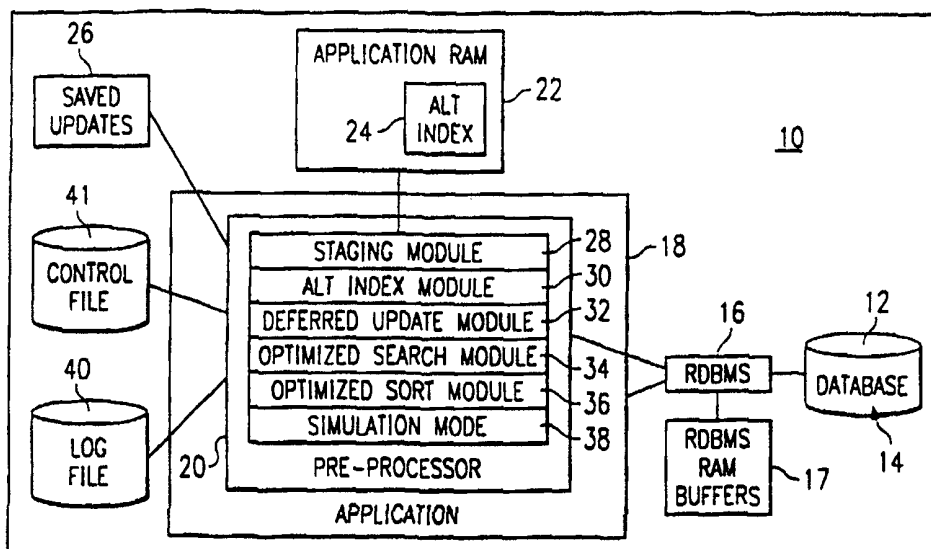 26
SAVED
UPDATES
APPLICATION RAM
24
ALT
INDEX
22
10
41
CONTROL
FILE
40
LOG
FILE
18
STAGING MODULE
28
ALT INDEX MODULE
30
DEFERRED UPDATE MODULE
32
OPTIMIZED SEARCH MODULE
34
OPTIMIZED SORT MODULE
36
SIMULATION MODE
38
20
PRE-PROCESSOR
APPLICATION
16
RDBMS
12
DATABASE
14
RDBMS
RAM
BUFFERS
17